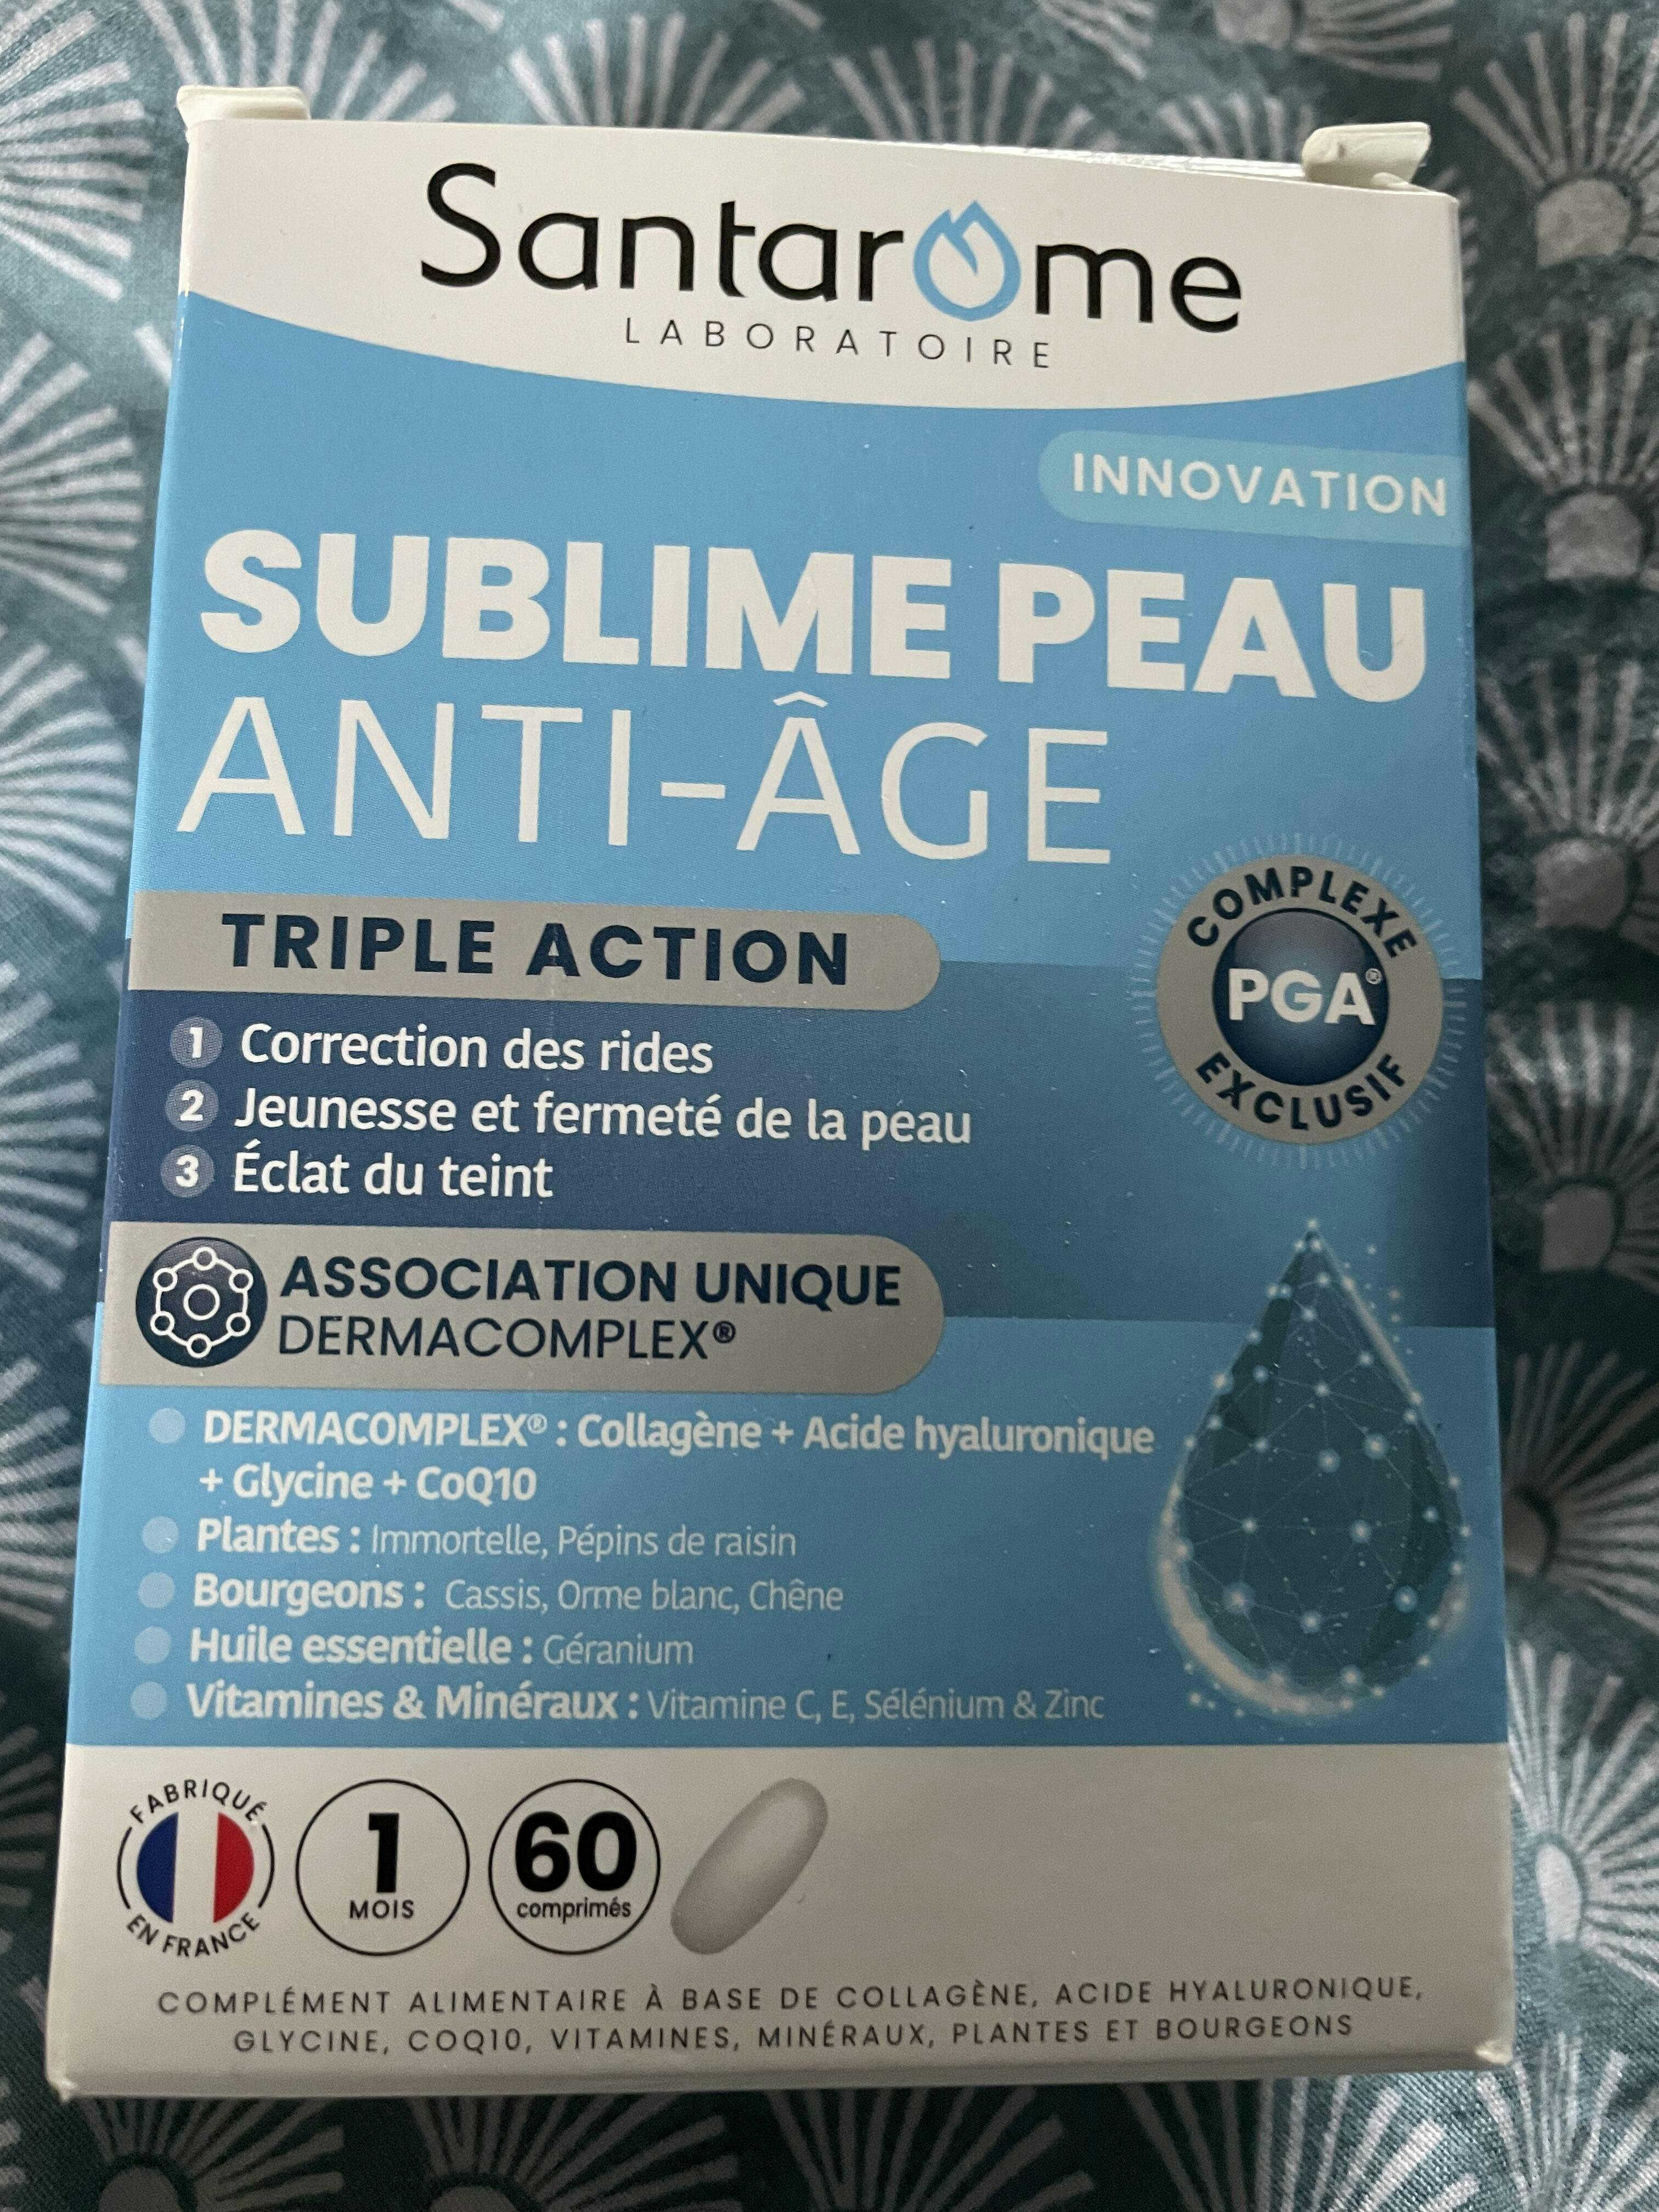 Santarôme
LABORATOIRE
INNOVATION
SUBLIME PEAU
ANTI-ÂGE
TRIPLE ACTION
1 Correction des rides
2 Jeunesse et fermeté de la peau
3 Éclat du teint
COMPLEXE
PGA®
EXCLUSIF
ASSOCIATION UNIQUE
DERMACOMPLEX®
DERMACOMPLEX® : Collagène + Acide hyaluronique
+ Glycine + CoQ10
Plantes : Immortelle, Pépins de raisin
Bourgeons : Cassis, Orme blanc, Chêne
Huile essentielle : Géranium
Vitamines & Minéraux : Vitamine C, E, Sélénium & Zinc
FABRIQUÉ
EN FRANCE
1
MOIS
60
comprimés
COMPLÉMENT ALIMENTAIRE À BASE DE COLLAGÈNE, ACIDE HYALURONIQUE,
GLYCINE, COQ10, VITAMINES, MINÉRAUX, PLANTES ET BOURGEONS